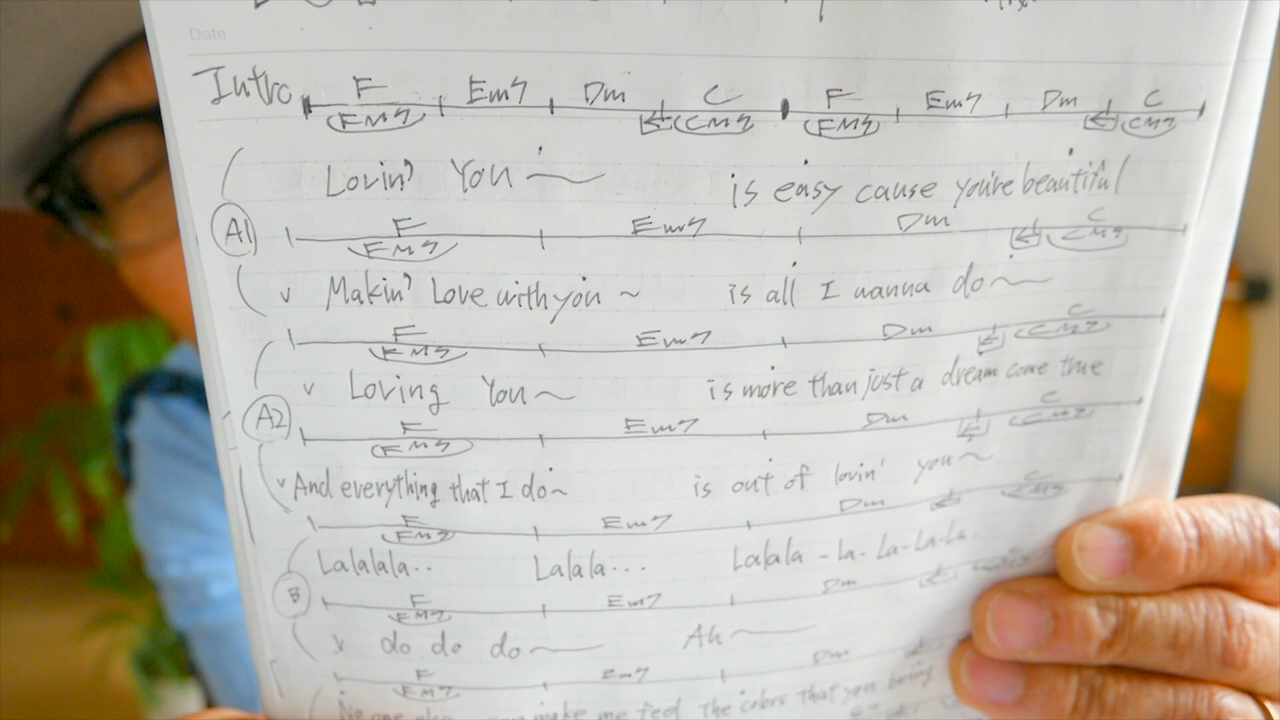 Date
Intro F Em7 Dm C F Em7 Dm C
(FM7) (CM7) (FM7) (CM7)
Lovin' You~ is easy cause you're beautiful
A1 F Em7 Dm C
(FM7) (CM7)
v Makin' Love with you ~ is all I wanna do~
F Em7 Dm C
(FM7) (CM7)
v Loving You~ is more than just a dream come true
A2 F Em7 Dm C
(FM7) (CM7)
v And everything that I do~ is out of lovin' you~
F Em7 Dm C
(FM7) (CM7)
Lalalala.. Lalala... Lalala - la - La-La-La.
B F Em7 Dm
(FM7)
v do do do~ Ah~
F Em7 Dm
(FM7)
No one else make me feel The colors that you bring